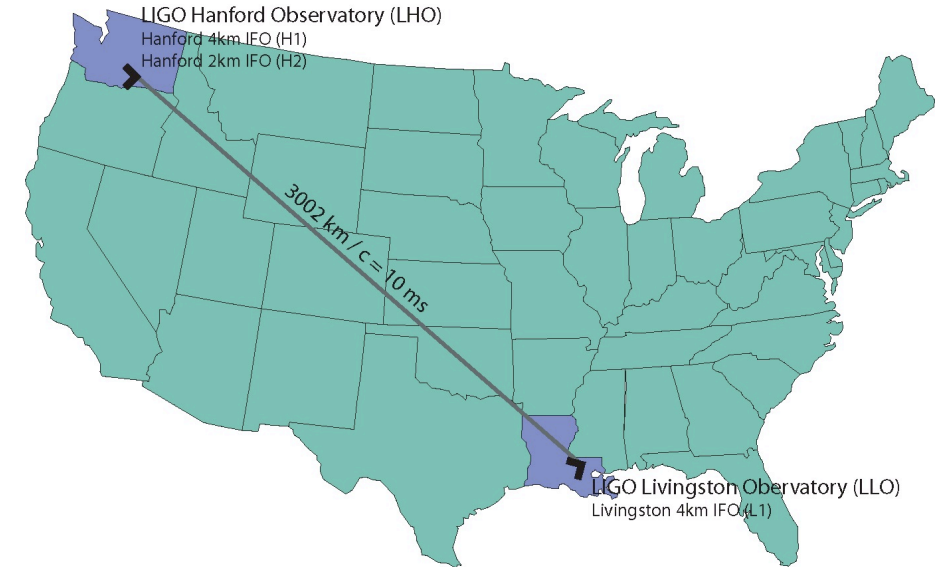 LIGO Hanford Observatory (LHO)
Hanford 4km IFO (H1)
Hanford 2km IFO (H2)
3002 km / c = 10 ms
LIGO Livingston Obervatory (LLO)
Livingston 4km IFO (L1)